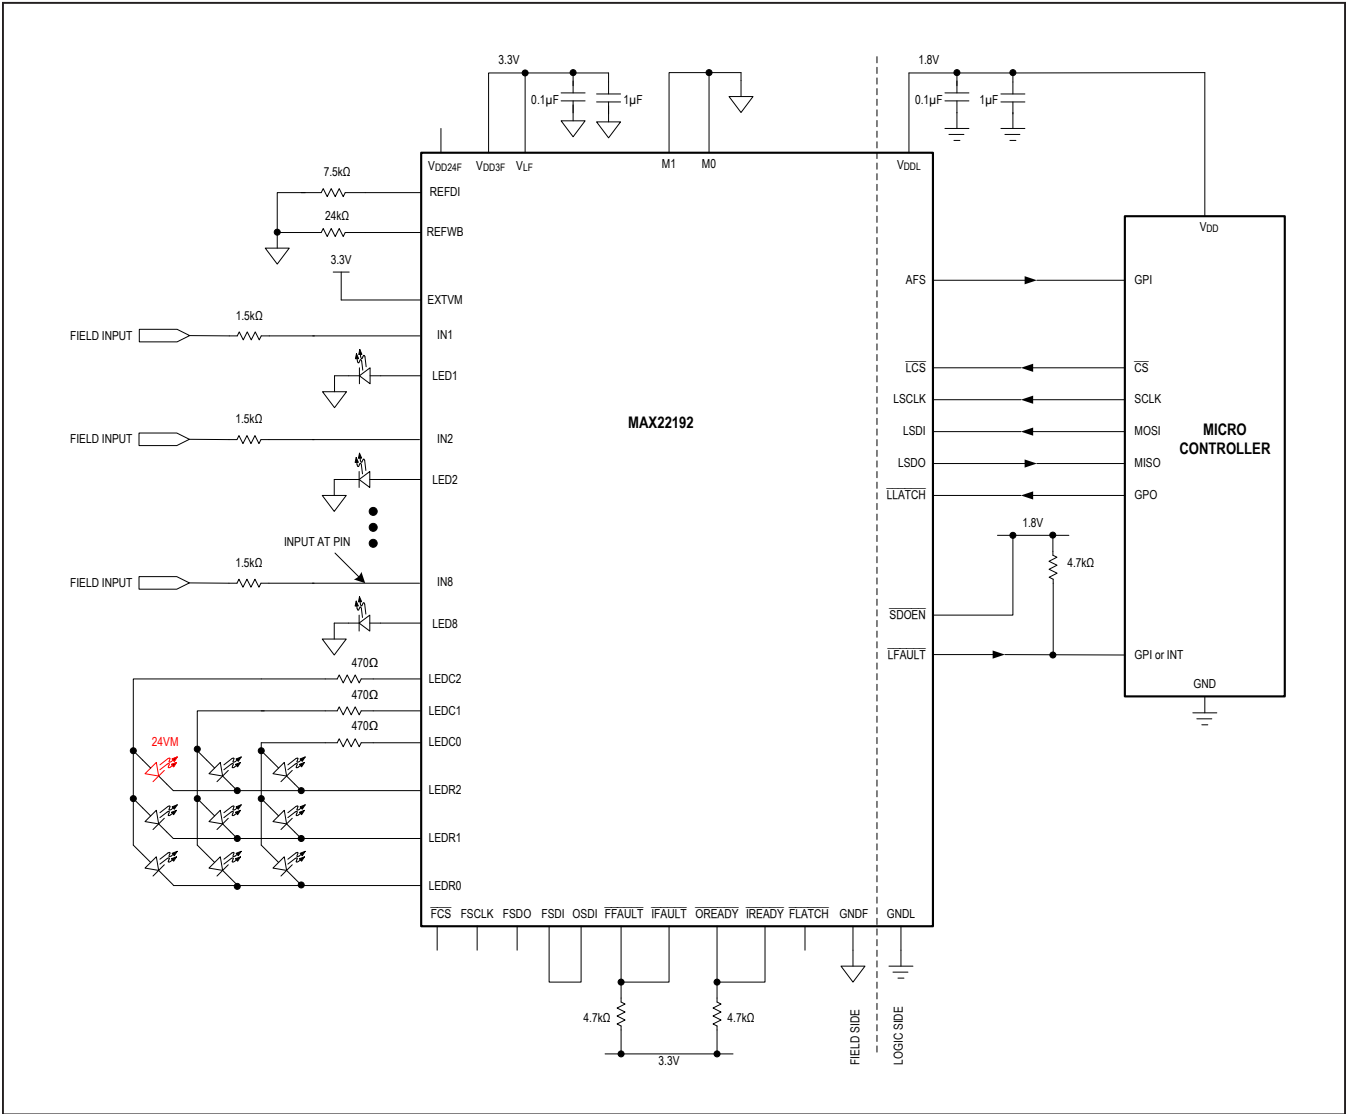 3.3V
1.8V
0.1µF
1µF
0.1µF
1µF
VDD24F
VDD3F
VLF
M1
M0
VDDL
7.5kΩ
REFDI
24kΩ
REFWB
3.3V
EXTVM
VDD
AFS
GPI
1.5kΩ
FIELD INPUT
IN1
LED1
LCS
CS
LSCLK
SCLK
1.5kΩ
FIELD INPUT
IN2
MAX22192
LSDI
MOSI
MICRO
CONTROLLER
LED2
LSDO
MISO
LLATCH
GPO
INPUT AT PIN
1.8V
4.7kΩ
1.5kΩ
FIELD INPUT
IN8
LED8
SDOEN
LFAULT
GPI or INT
GND
470Ω
LEDC2
470Ω
LEDC1
470Ω
LEDC0
24VM
LEDR2
LEDR1
LEDR0
FCS
FSCLK
FSDO
FSDI
OSDI
FFAULT
IFAULT
OREADY
IREADY
FLATCH
GNDF
GNDL
4.7kΩ
4.7kΩ
3.3V
FIELD SIDE
LOGIC SIDE